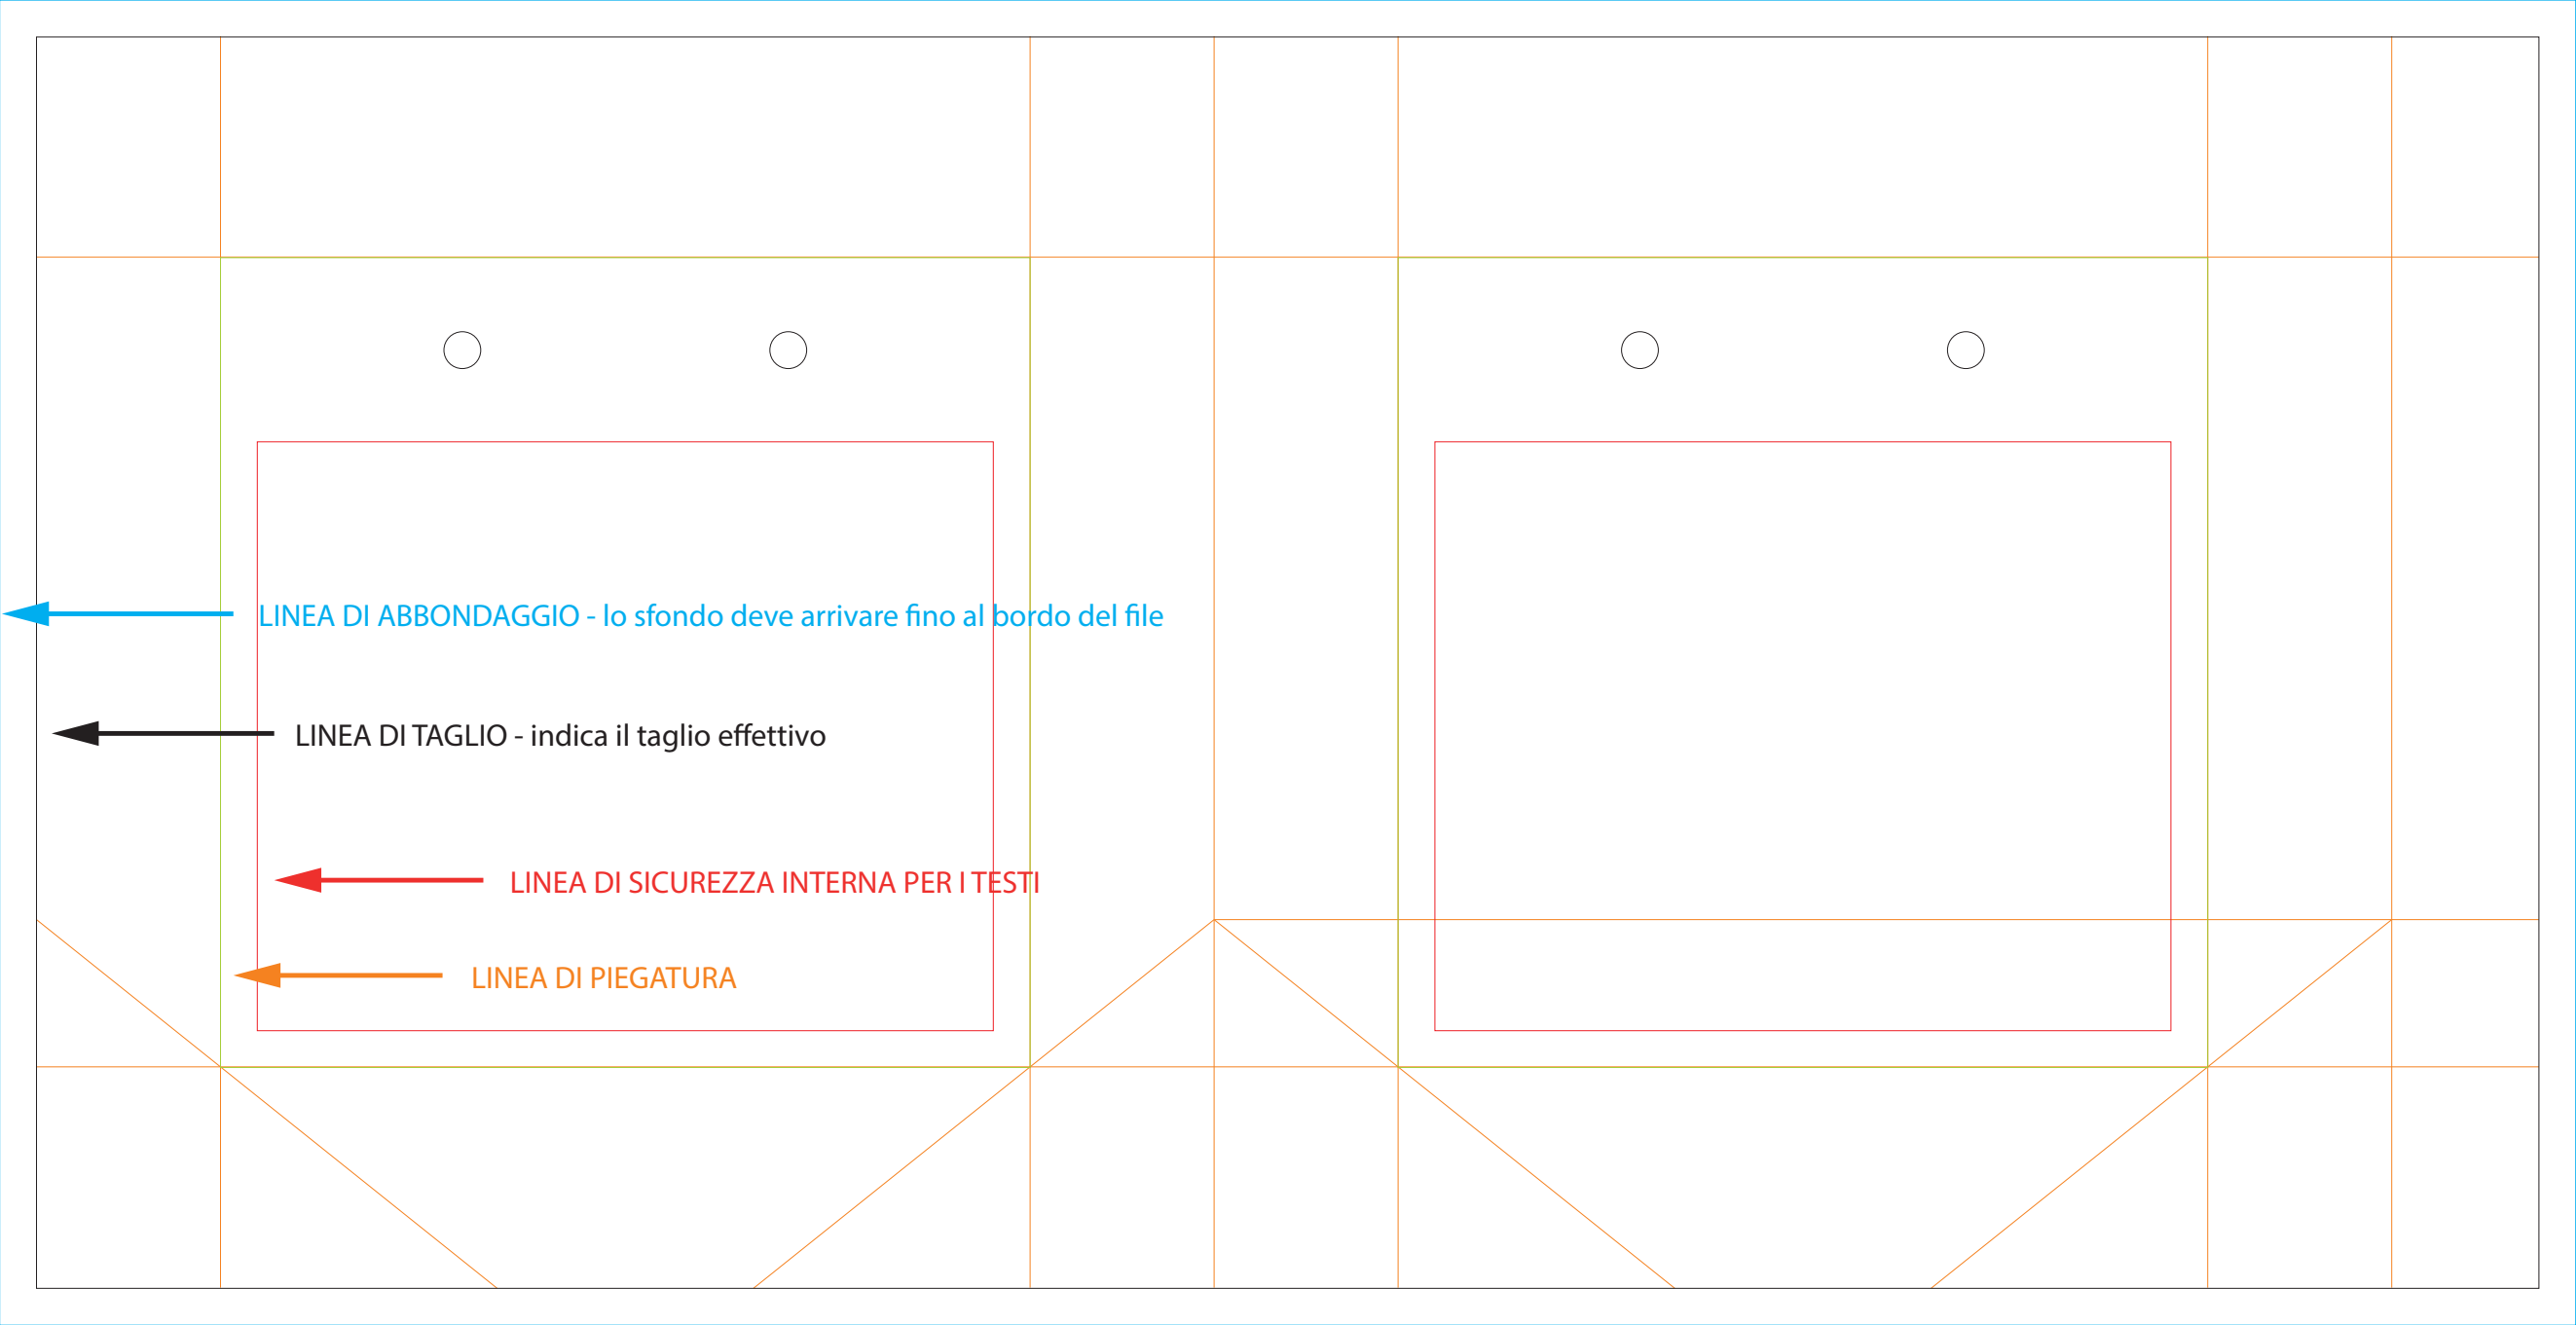 LINEA DI ABBONDAGGIO - lo sfondo deve arrivare fino al bordo del file
LINEA DI TAGLIO - indica il taglio effettivo
LINEA DI SICUREZZA INTERNA PER I TESTI
LINEA DI PIEGATURA